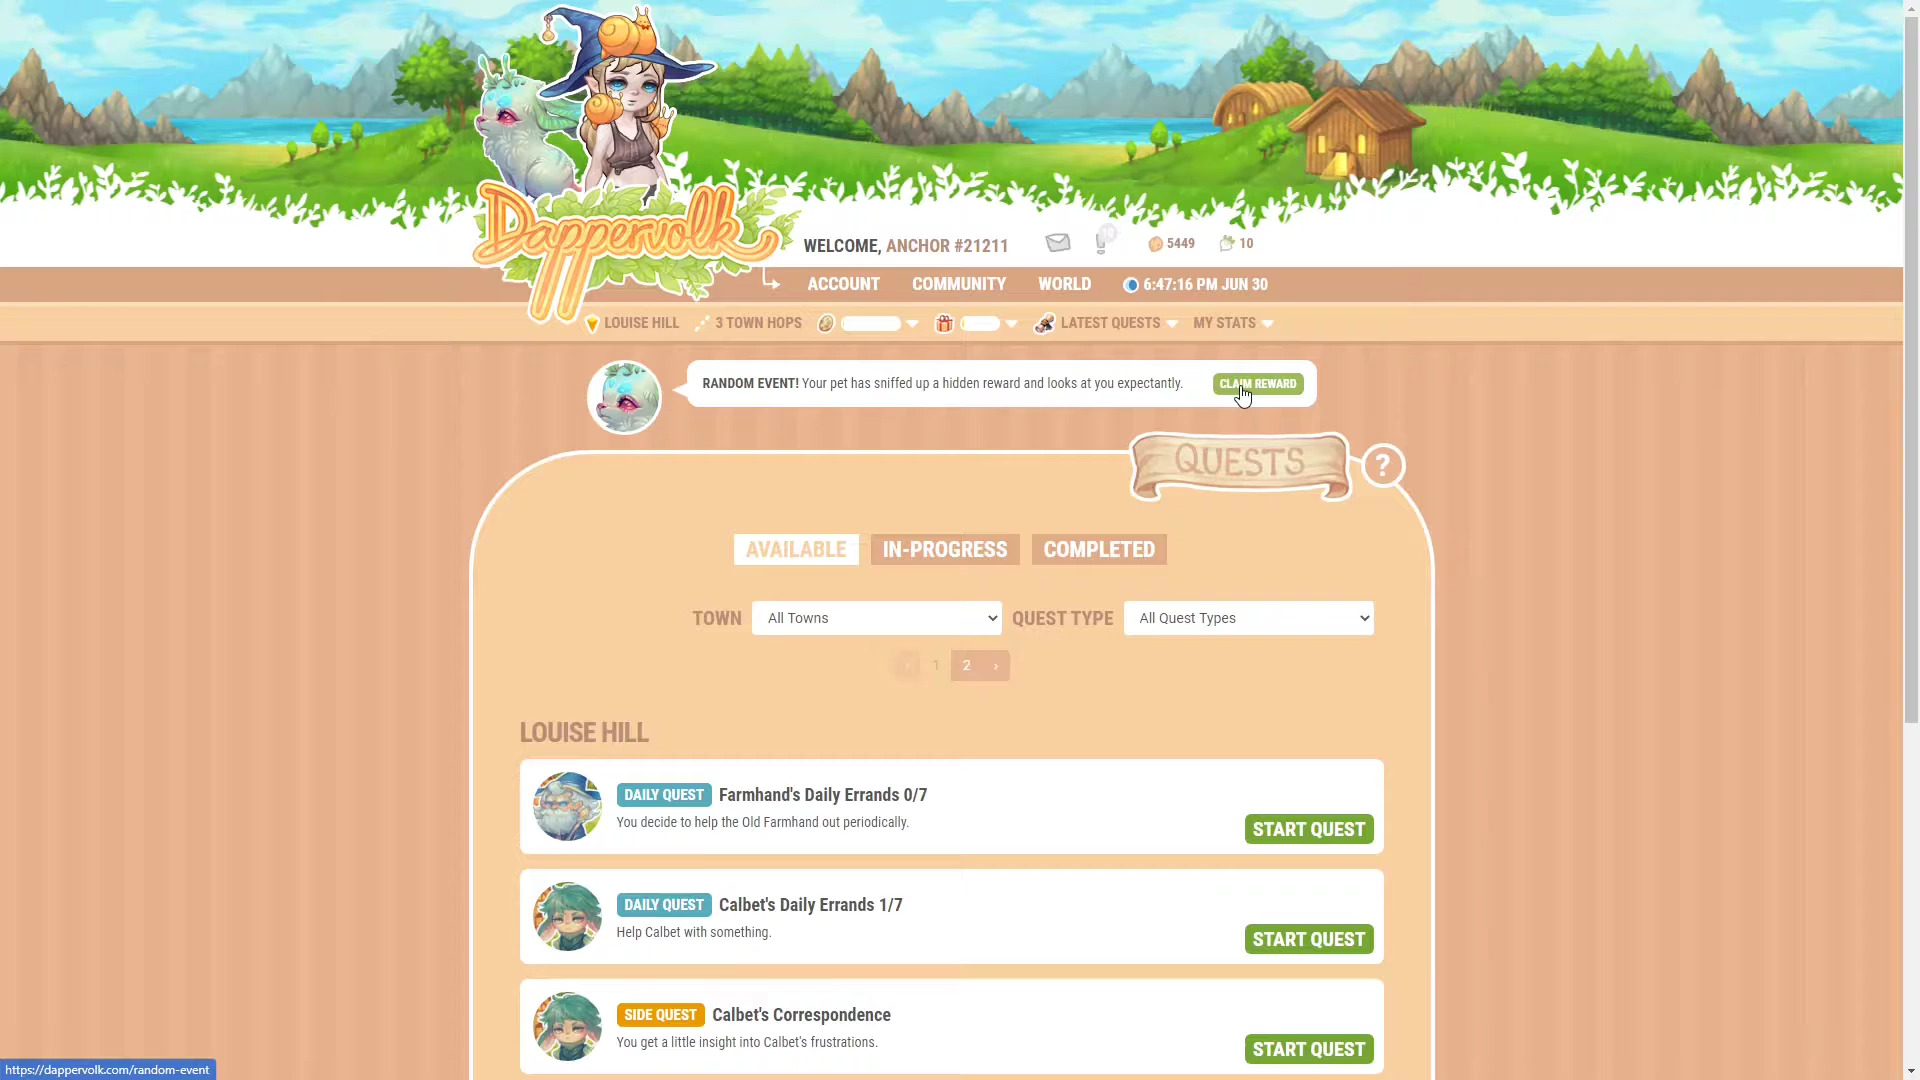 Dappervolk
WELCOME, ANCHOR #21211
10
5449
10
ACCOUNT
COMMUNITY
WORLD
6:47:16 PM JUN 30
LOUISE HILL
3 TOWN HOPS
LATEST QUESTS
MY STATS
RANDOM EVENT! Your pet has sniffed up a hidden reward and looks at you expectantly.
CLAIM REWARD
QUESTS
?
AVAILABLE
IN-PROGRESS
COMPLETED
TOWN
All Towns
QUEST TYPE
All Quest Types
‹ 1 2 ›
LOUISE HILL
DAILY QUEST Farmhand's Daily Errands 0/7
You decide to help the Old Farmhand out periodically.
START QUEST
DAILY QUEST Calbet's Daily Errands 1/7
Help Calbet with something.
START QUEST
SIDE QUEST Calbet's Correspondence
You get a little insight into Calbet's frustrations.
START QUEST
https://dappervolk.com/random-event